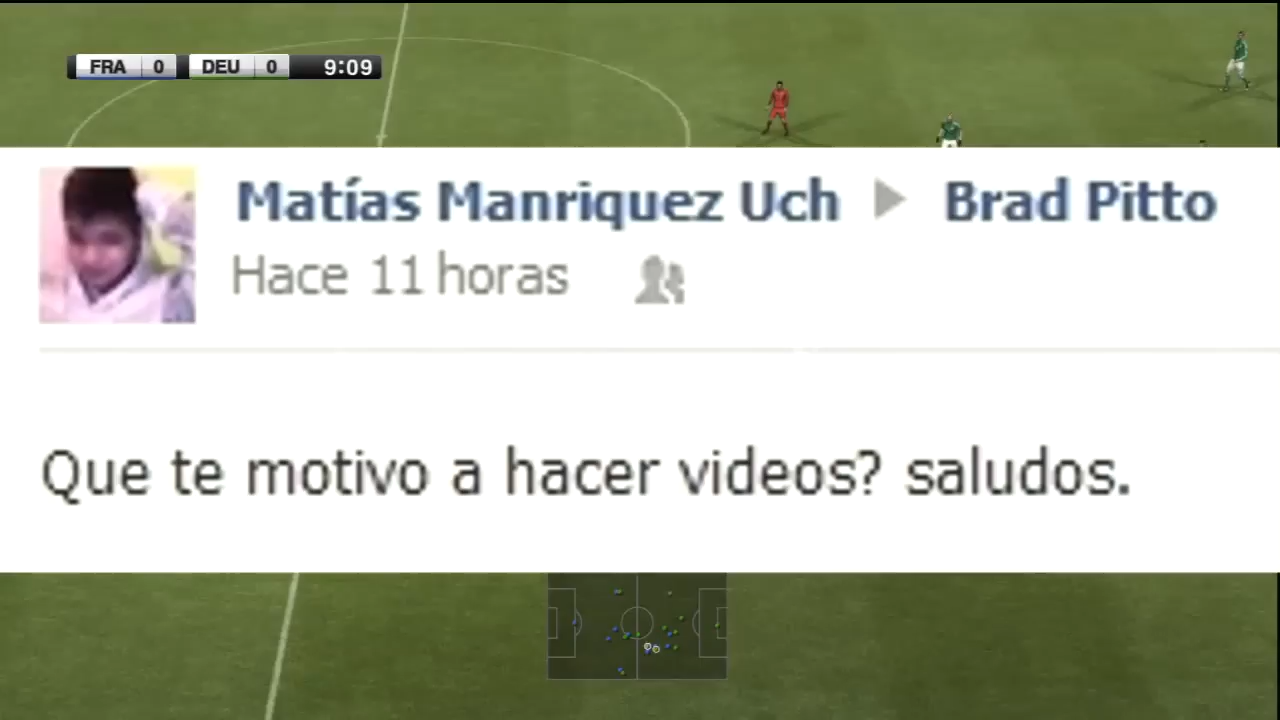 FRA 0 DEU 0 9:09
Matías Manriquez Uch Brad Pitto
Hace 11 horas
Que te motivo a hacer videos? saludos.